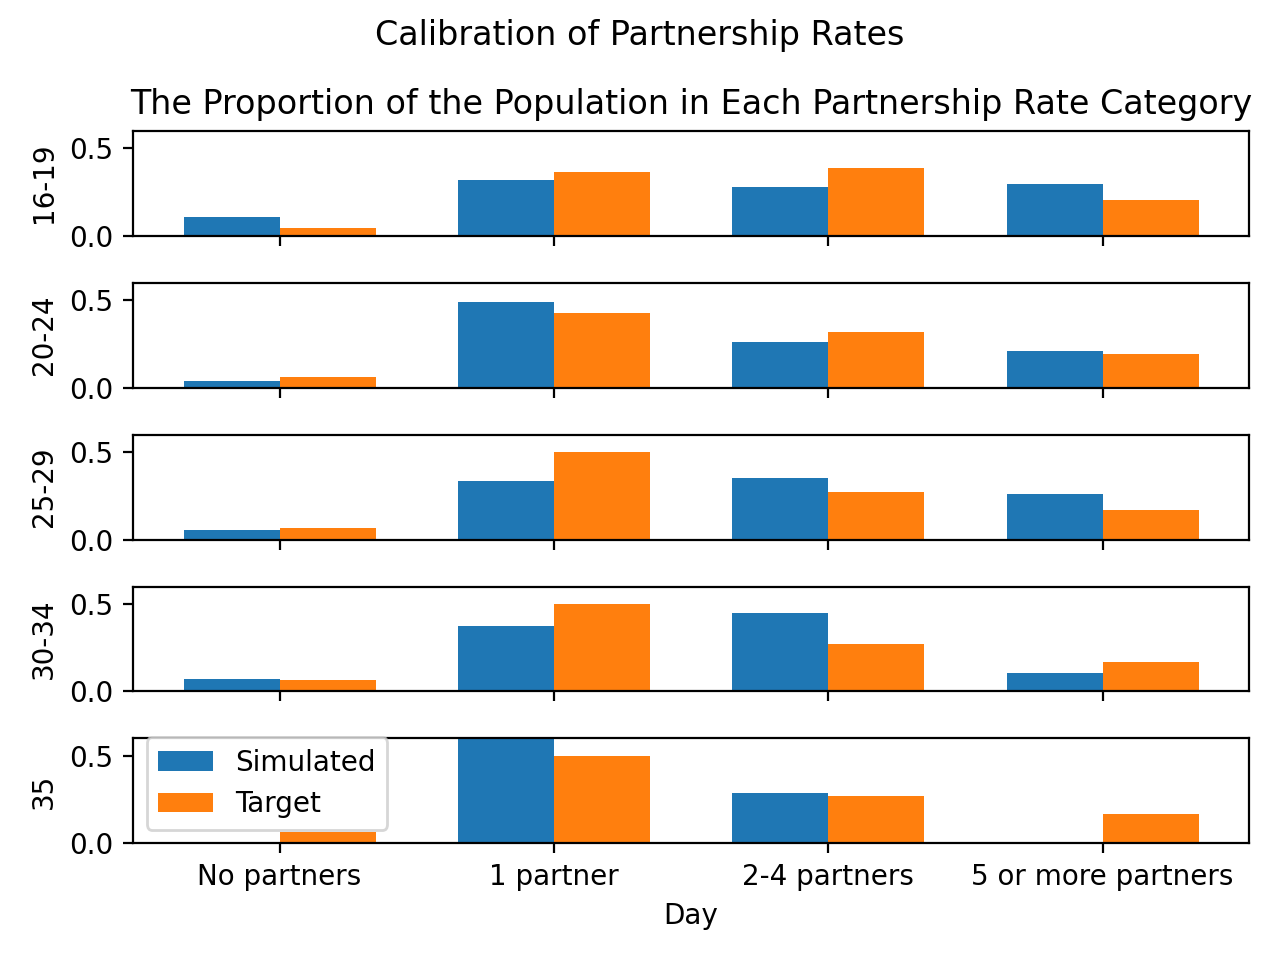 Calibration of Partnership Rates
The Proportion of the Population in Each Partnership Rate Category
16-19
0.5
0.0
20-24
0.5
0.0
25-29
0.5
0.0
30-34
0.5
0.0
35
0.5
0.0
Simulated
Target
No partners 1 partner 2-4 partners 5 or more partners
Day